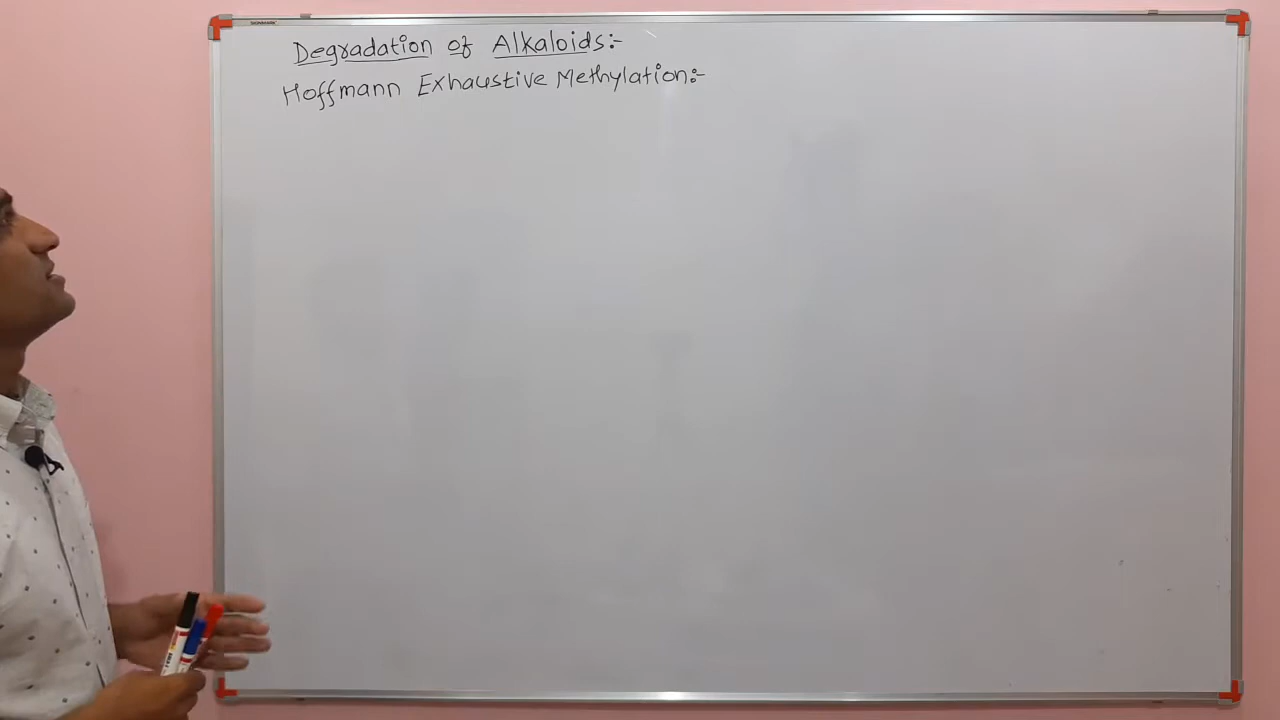 Degradation of Alkaloids:-
Hoffmann Exhaustive Methylation:-